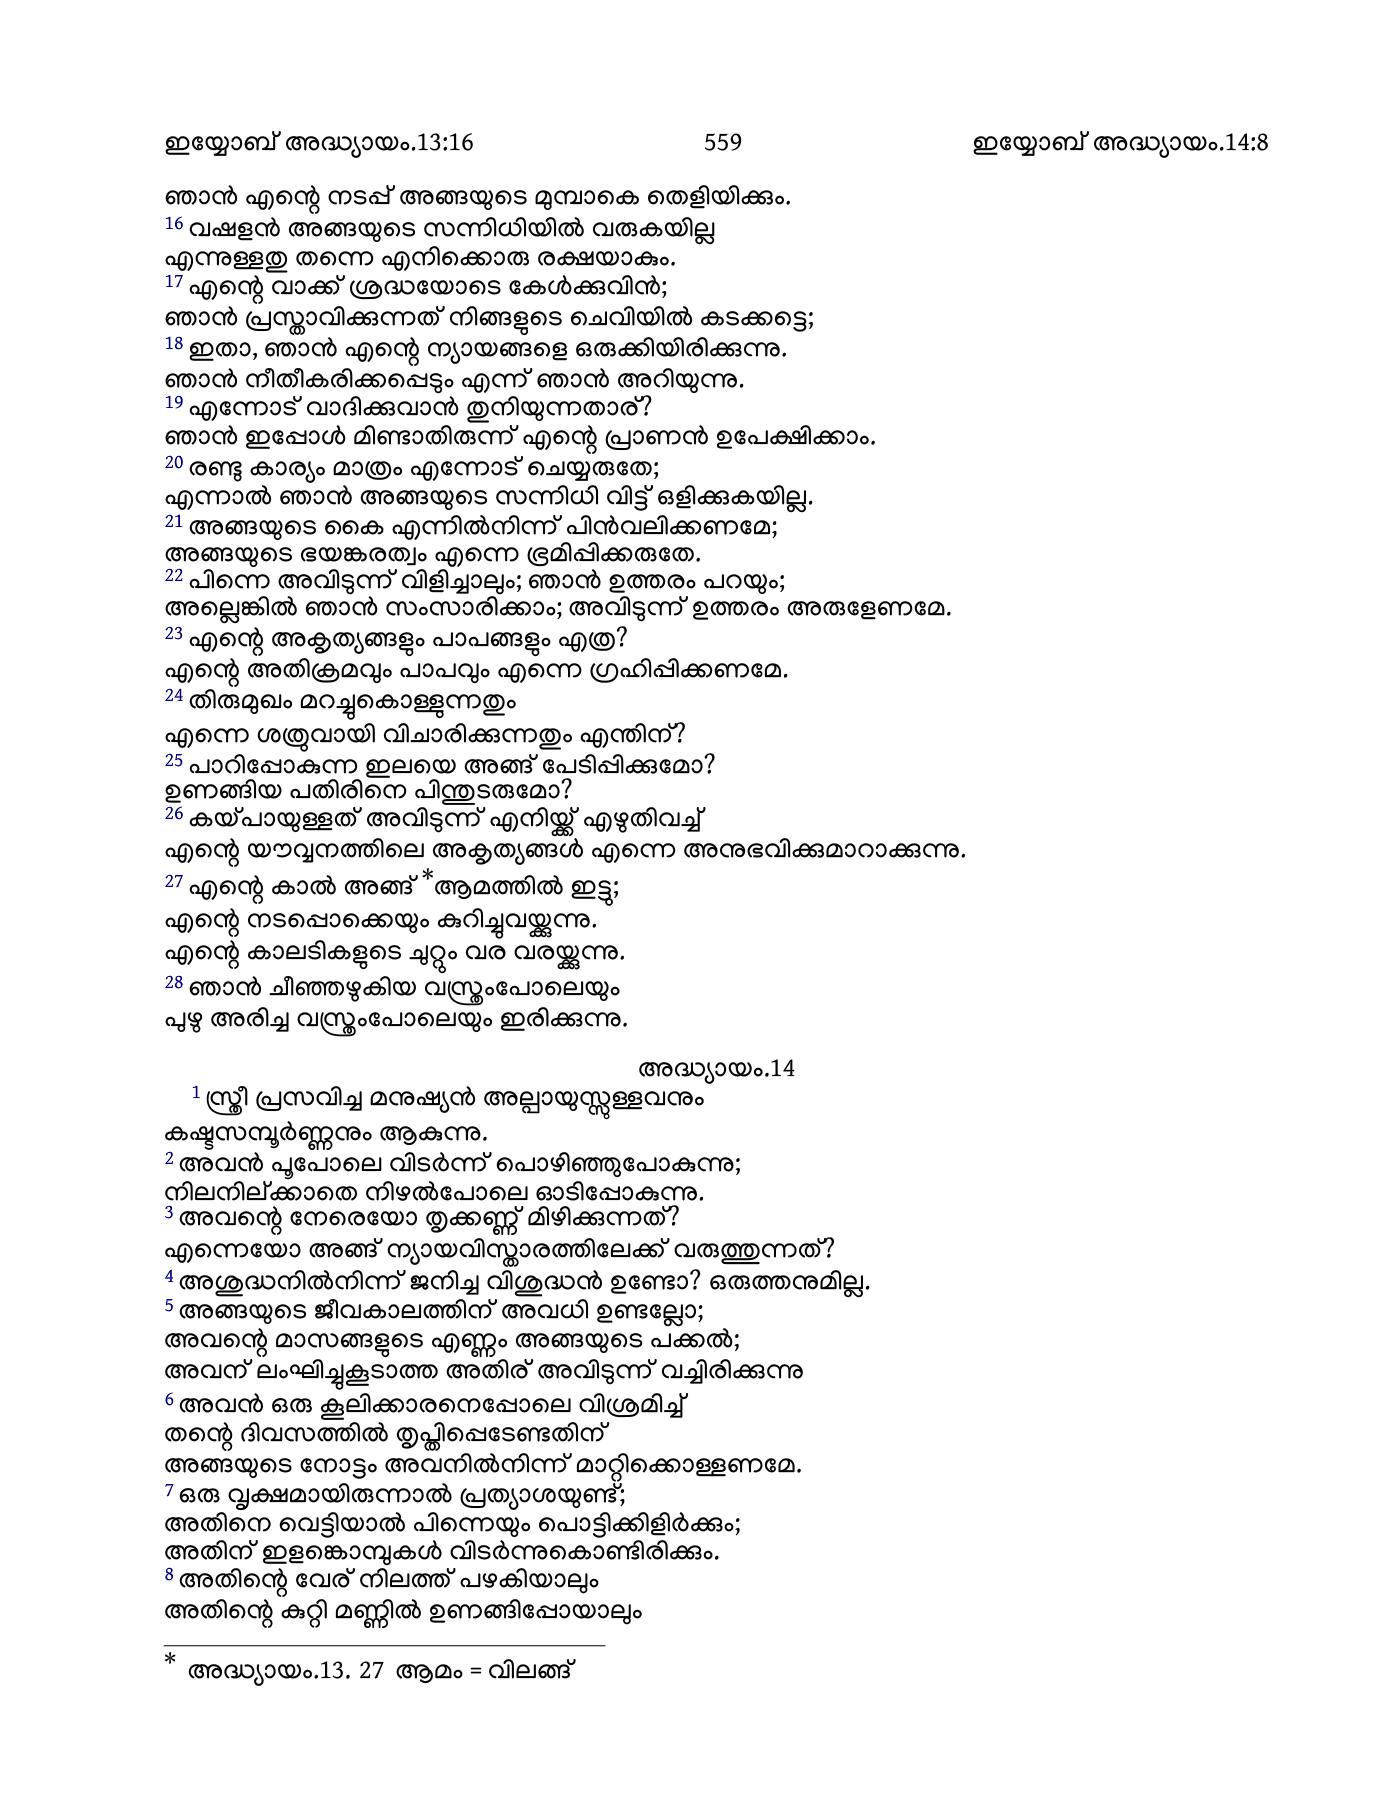 ഇയ്യോബ് അദ്ധ്യായം.13:16 559 ഇയ്യോബ് അദ്ധ്യായം.14:8
ഞാൻ എന്റെ നടപ്പ് അങ്ങയുടെ മുമ്പാകെ തെളിയിക്കും.
16 വഷളൻ അങ്ങയുടെ സന്നിധിയിൽ വരുകയില്ല
എന്നുള്ളതു തന്നെ എനിക്കൊരു രക്ഷയാകും.
17 എന്റെ വാക്ക് ശ്രദ്ധയോടെ കേൾക്കുവിൻ;
ഞാൻ പ്രസ്താവിക്കുന്നത് നിങ്ങളുടെ ചെവിയിൽ കടക്കട്ടെ;
18 ഇതാ, ഞാൻ എന്റെ ന്യായങ്ങളെ ഒരുക്കിയിരിക്കുന്നു.
ഞാൻ നീതീകരിക്കപ്പെടും എന്ന് ഞാൻ അറിയുന്നു.
19 എന്നോട് വാദിക്കുവാൻ തുനിയുന്നതാര്?
ഞാൻ ഇപ്പോൾ മിണ്ടാതിരുന്ന് എന്റെ പ്രാണൻ ഉപേക്ഷിക്കാം.
20 രണ്ടു കാര്യം മാത്രം എന്നോട് ചെയ്യരുതേ;
എന്നാൽ ഞാൻ അങ്ങയുടെ സന്നിധി വിട്ട് ഒളിക്കുകയില്ല.
21 അങ്ങയുടെ കൈ എന്നിൽനിന്ന് പിൻവലിക്കണമേ;
അങ്ങയുടെ ഭയങ്കരത്വം എന്നെ ഭ്രമിപ്പിക്കരുതേ.
22 പിന്നെ അവിടുന്ന് വിളിച്ചാലും; ഞാൻ ഉത്തരം പറയും;
അല്ലെങ്കിൽ ഞാൻ സംസാരിക്കാം; അവിടുന്ന് ഉത്തരം അരുളേണമേ.
23 എന്റെ അകൃത്യങ്ങളും പാപങ്ങളും എത്ര?
എന്റെ അതിക്രമവും പാപവും എന്നെ ഗ്രഹിപ്പിക്കണമേ.
24 തിരുമുഖം മറച്ചുകൊള്ളുന്നതും
എന്നെ ശത്രുവായി വിചാരിക്കുന്നതും എന്തിന്?
25 പാറിപ്പോകുന്ന ഇലയെ അങ്ങ് പേടിപ്പിക്കുമോ?
ഉണങ്ങിയ പതിരിനെ പിന്തുടരുമോ?
26 കയ്പായുള്ളത് അവിടുന്ന് എനിയ്ക്ക് എഴുതിവച്ച്
എന്റെ യൗവ്വനത്തിലെ അകൃത്യങ്ങൾ എന്നെ അനുഭവിക്കുമാറാക്കുന്നു.
27 എന്റെ കാൽ അങ്ങ് *ആമത്തിൽ ഇട്ടു;
എന്റെ നടപ്പൊക്കെയും കുറിച്ചുവയ്ക്കുന്നു.
എന്റെ കാലടികളുടെ ചുറ്റും വര വരയ്ക്കുന്നു.
28 ഞാൻ ചീഞ്ഞഴുകിയ വസ്ത്രംപോലെയും
പുഴു അരിച്ച വസ്ത്രംപോലെയും ഇരിക്കുന്നു.
അദ്ധ്യായം.14
1 സ്ത്രീ പ്രസവിച്ച മനുഷ്യൻ അല്പായുസ്സുള്ളവനും
കഷ്ടസമ്പൂർണ്ണനും ആകുന്നു.
2 അവൻ പൂപോലെ വിടർന്ന് പൊഴിഞ്ഞുപോകുന്നു;
നിലനില്ക്കാതെ നിഴൽപോലെ ഓടിപ്പോകുന്നു.
3 അവന്റെ നേരെയോ തൃക്കണ്ണ് മിഴിക്കുന്നത്?
എന്നെയോ അങ്ങ് ന്യായവിസ്താരത്തിലേക്ക് വരുത്തുന്നത്?
4 അശുദ്ധനിൽനിന്ന് ജനിച്ച വിശുദ്ധൻ ഉണ്ടോ? ഒരുത്തനുമില്ല.
5 അങ്ങയുടെ ജീവകാലത്തിന് അവധി ഉണ്ടല്ലോ;
അവന്റെ മാസങ്ങളുടെ എണ്ണം അങ്ങയുടെ പക്കൽ;
അവന് ലംഘിച്ചുകൂടാത്ത അതിര് അവിടുന്ന് വച്ചിരിക്കുന്നു
6 അവൻ ഒരു കൂലിക്കാരനെപ്പോലെ വിശ്രമിച്ച്
തന്റെ ദിവസത്തിൽ തൃപ്തിപ്പെടേണ്ടതിന്
അങ്ങയുടെ നോട്ടം അവനിൽനിന്ന് മാറ്റിക്കൊള്ളണമേ.
7 ഒരു വൃക്ഷമായിരുന്നാൽ പ്രത്യാശയുണ്ട്;
അതിനെ വെട്ടിയാൽ പിന്നെയും പൊട്ടിക്കിളിർക്കും;
അതിന് ഇളങ്കൊമ്പുകൾ വിടർന്നുകൊണ്ടിരിക്കും.
8 അതിന്റെ വേര് നിലത്ത് പഴകിയാലും
അതിന്റെ കുറ്റി മണ്ണിൽ ഉണങ്ങിപ്പോയാലും
* അദ്ധ്യായം.13. 27 ആമം = വിലങ്ങ്